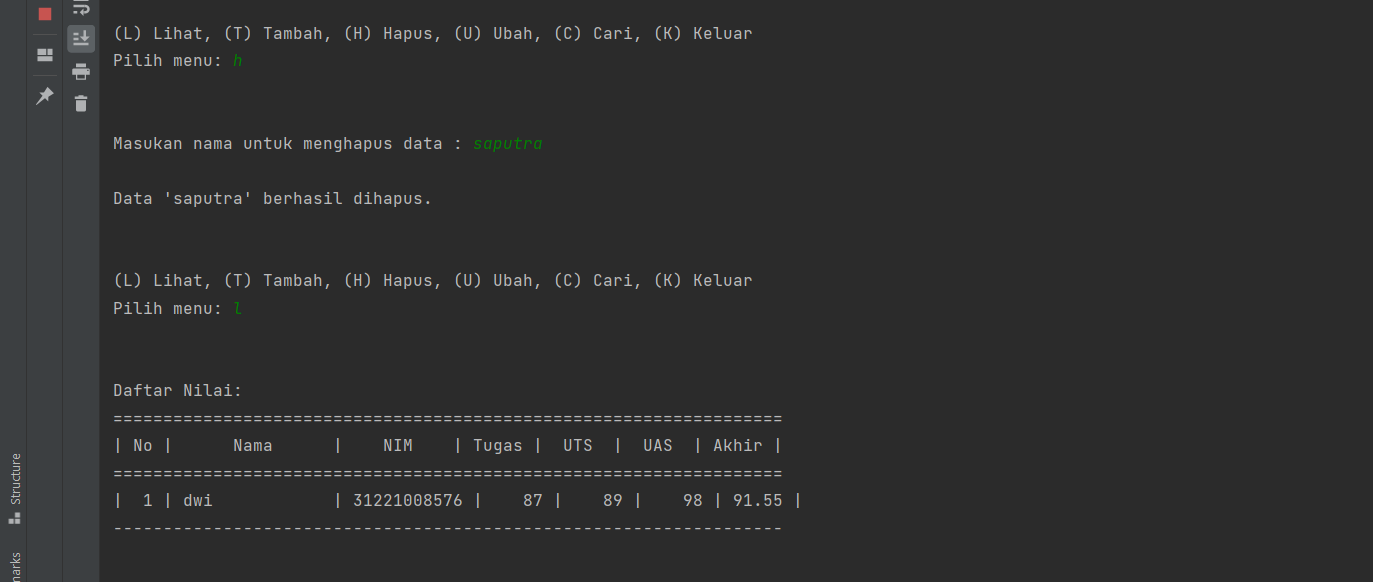 (L) Lihat, (T) Tambah, (H) Hapus, (U) Ubah, (C) Cari, (K) Keluar
Pilih menu: h
Masukan nama untuk menghapus data : saputra
Data 'saputra' berhasil dihapus.
(L) Lihat, (T) Tambah, (H) Hapus, (U) Ubah, (C) Cari, (K) Keluar
Pilih menu: l
Daftar Nilai:
===================================================================
| No |      Nama      |    NIM    | Tugas |  UTS  |  UAS  | Akhir |
===================================================================
|  1 | dwi            | 31221008576 |    87 |    89 |    98 | 91.55 |
-------------------------------------------------------------------
Structure